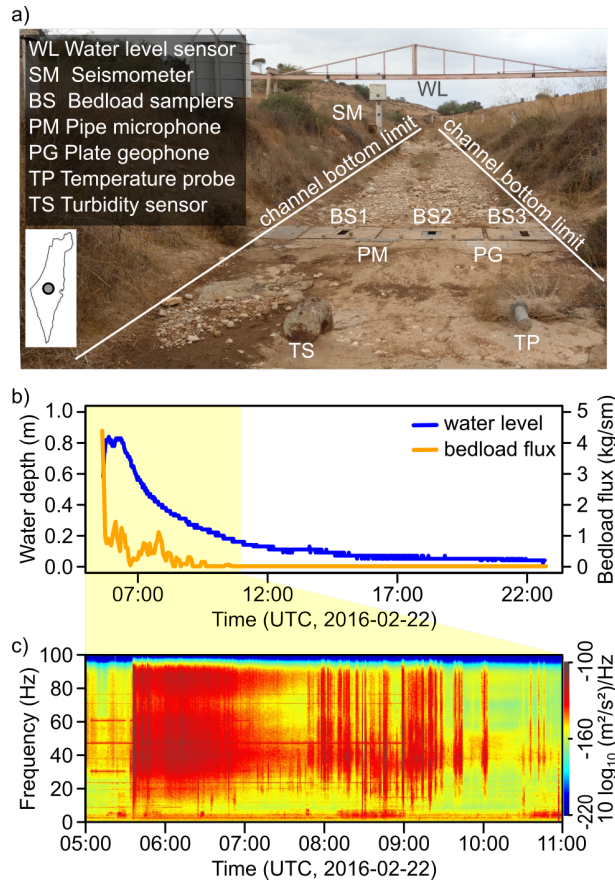 a)
WL Water level sensor
SM Seismometer
BS Bedload samplers
PM Pipe microphone
PG Plate geophone
TP Temperature probe
TS Turbidity sensor
WL
SM
channel bottom limit
channel bottom limit
BS1 BS2 BS3
PM PG
TS TP
b)
Water depth (m)
1.0
0.8
0.6
0.4
0.2
0.0
water level
bedload flux
5
4
3
2
1
0
Bedload flux (kg/sm)
07:00 12:00 17:00 22:00
Time (UTC, 2016-02-22)
c)
Frequency (Hz)
100
80
60
40
20
0
-100
-160
-220
10 log₁₀ (m²/s²)/Hz
05:00 06:00 07:00 08:00 09:00 10:00 11:00
Time (UTC, 2016-02-22)